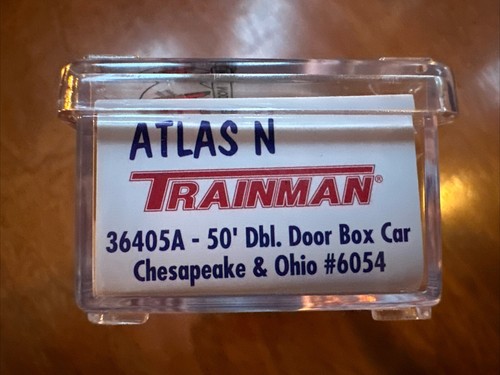 ATLAS N
TRAINMAN®
36405A - 50' Dbl. Door Box Car
Chesapeake & Ohio #6054